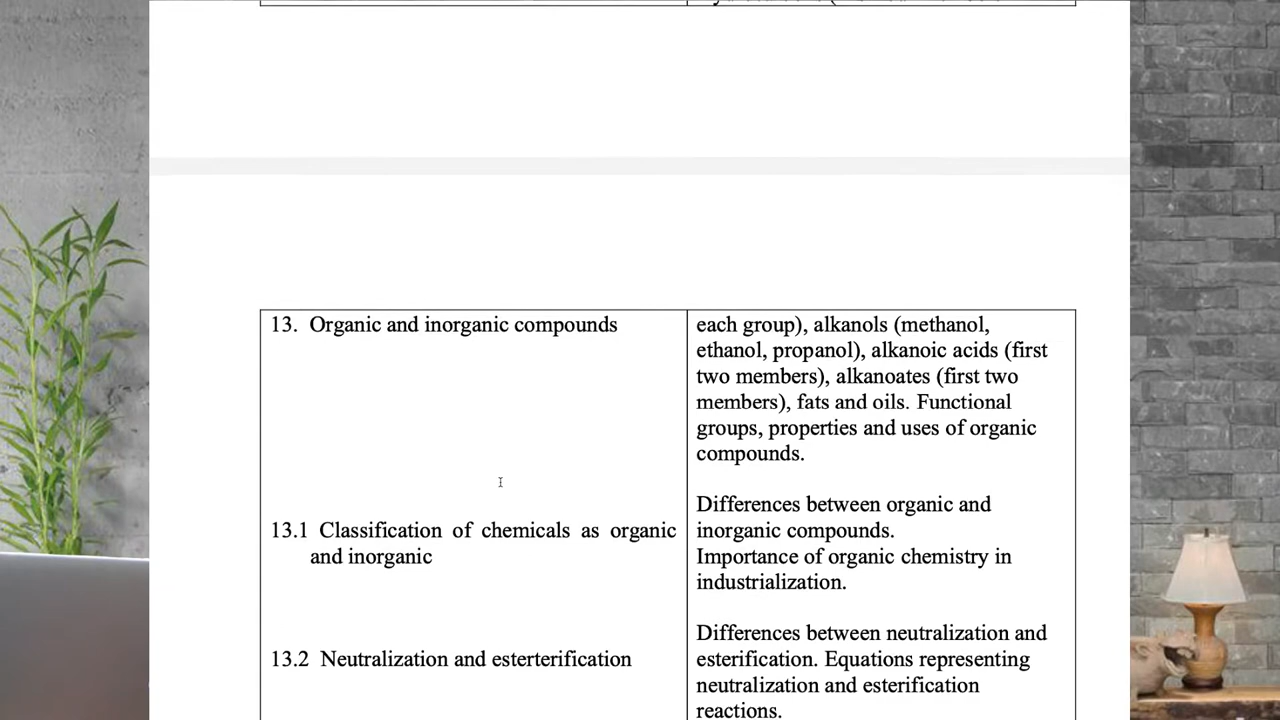 13. Organic and inorganic compounds
each group), alkanols (methanol,
ethanol, propanol), alkanoic acids (first
two members), alkanoates (first two
members), fats and oils. Functional
groups, properties and uses of organic
compounds.
13.1 Classification of chemicals as organic
and inorganic
Differences between organic and
inorganic compounds.
Importance of organic chemistry in
industrialization.
13.2 Neutralization and esterterification
Differences between neutralization and
esterification. Equations representing
neutralization and esterification
reactions.